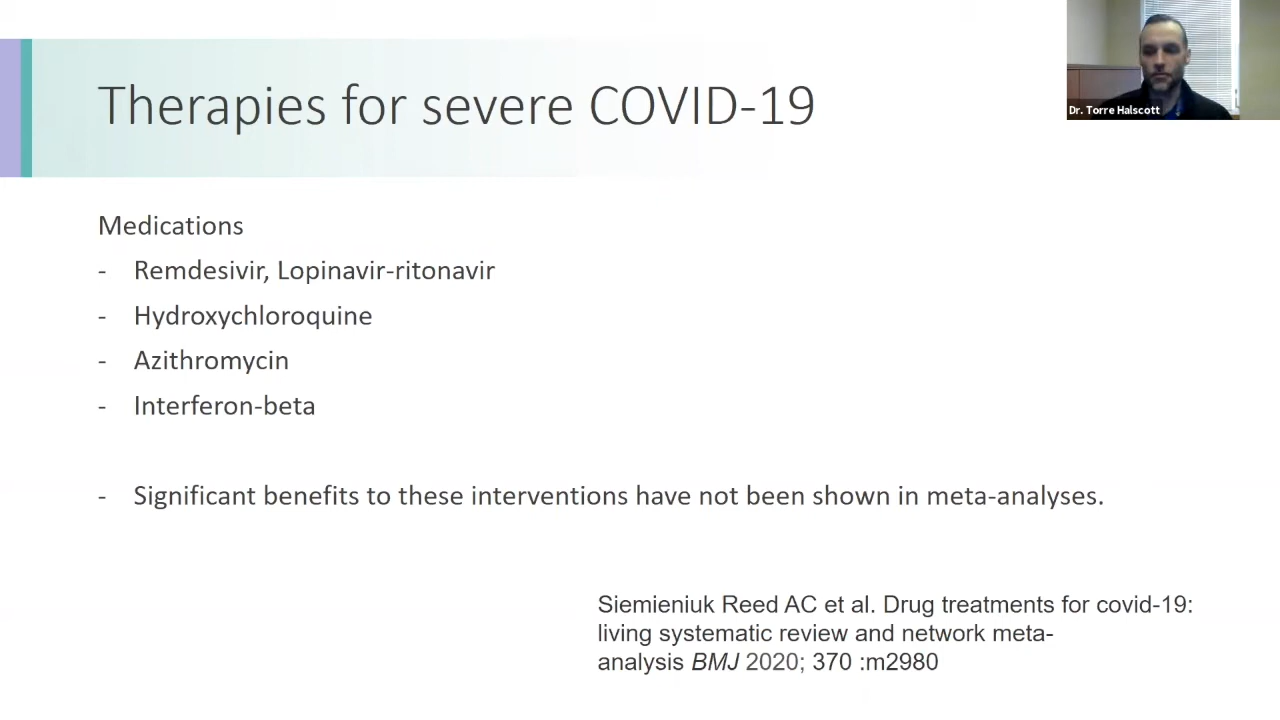 Therapies for severe COVID-19
Dr. Torre Halscott
Medications
- Remdesivir, Lopinavir-ritonavir
- Hydroxychloroquine
- Azithromycin
- Interferon-beta
- Significant benefits to these interventions have not been shown in meta-analyses.
Siemieniuk Reed AC et al. Drug treatments for covid-19:
living systematic review and network meta-
analysis BMJ 2020; 370 :m2980